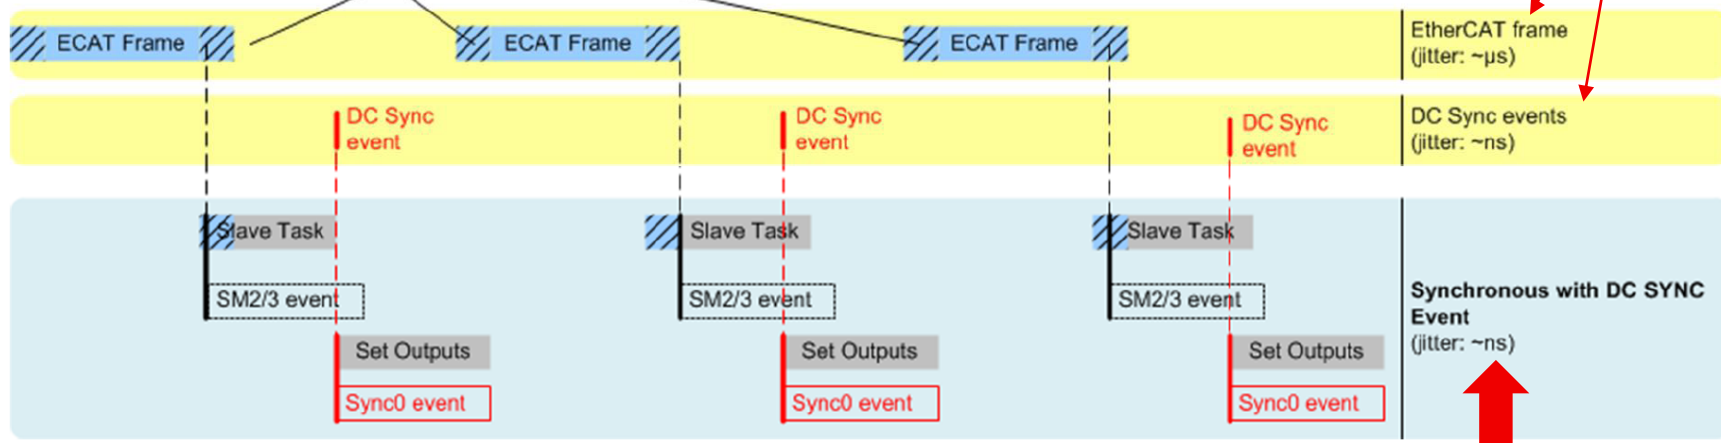 ECAT Frame
ECAT Frame
ECAT Frame
EtherCAT frame
(jitter: ~µs)
DC Sync
event
DC Sync
event
DC Sync
event
DC Sync events
(jitter: ~ns)
Slave Task
Slave Task
Slave Task
SM2/3 event
SM2/3 event
SM2/3 event
Set Outputs
Set Outputs
Set Outputs
Sync0 event
Sync0 event
Sync0 event
Synchronous with DC SYNC
Event
(jitter: ~ns)